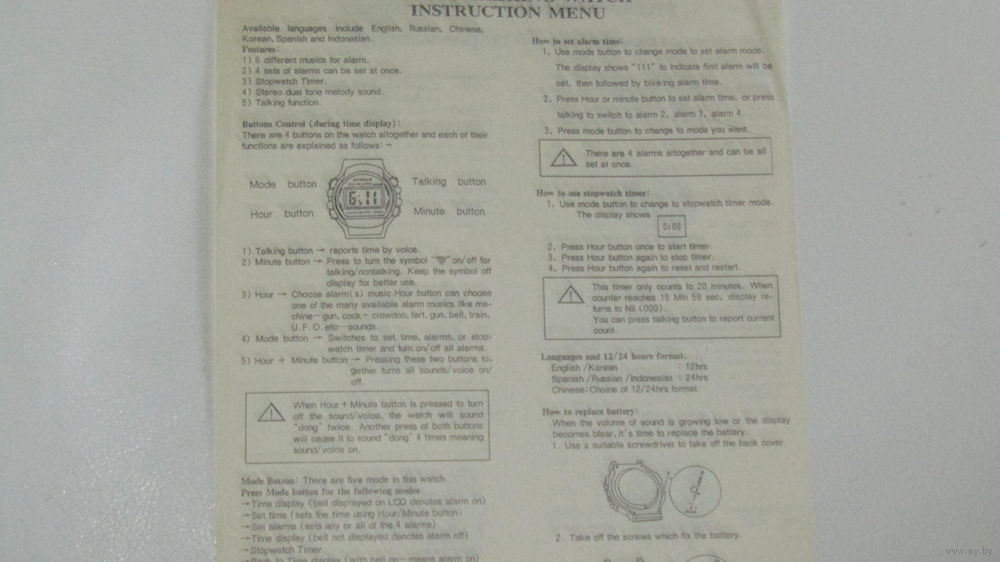 TALKING WATCH
INSTRUCTION MENU
Available languages include English, Russian, Chinese,
Korean, Spanish and Indonesian.
Features:
1) 6 different musics for alarm.
2) 4 sets of alarms can be set at once.
3) Stopwatch Timer.
4) Stereo dual tone melody sound
5) Talking function.
Buttons Control (during time display):
There are 4 buttons on the watch altogether and each of their
functions are explained as follows: -
Mode button
Talking button
6:11
Hour button
Minute button
1) Talking button → reports time by voice.
2) Minute button → Press to turn the symbol " " on/off for
talking/nontalking. Keep the symbol off
display for better use.
3) Hour → Choose alarm(s) music. Hour button can choose
one of the many available alarm musics like ma-
chine-gun, cock-crowdoo, fart, gun, bell, train,
U.F.O. etc··· sounds.
4) Mode button → Switches to set time, alarms, or stop-
watch timer and turn on/off all alarms.
5) Hour + Minute button → Pressing these two buttons to-
gether turns all sounds/voice on/
off.
When Hour + Minute button is pressed to turn
off the sound/voice, the watch will sound
"dong" twice. Another press of both buttons
will cause it to sound "dong" 4 times meaning
sound/voice on.
Mode Button: There are five mode in this watch.
Press Mode button for the following modes:
→Time display (bell displayed on LCD denotes alarm on)
→Set time (sets the time using Hour/Minute button)
→Set alarms (sets any or all of the 4 alarms)
→Time display (bell not displayed denotes alarm off)
→Stopwatch Timer
→Back to Time display (with bell on - means alarm on)
How to set alarm time:
1. Use mode button to change mode to set alarm mode.
The display shows "111" to indicate first alarm will be
set, then followed by blinking alarm time.
2. Press Hour or minute button to set alarm time, or press
talking to switch to alarm 2, alarm 3, alarm 4.
3. Press mode button to change to mode you want.
There are 4 alarms altogether and can be all
set at once.
How to use stopwatch timer:
1. Use mode button to change to stopwatch timer mode.
The display shows
0:00
2. Press Hour button once to start timer.
3. Press Hour button again to stop timer.
4. Press Hour button again to reset and restart.
This timer only counts to 20 minutes. When
counter reaches 19 Min 59 sec, display re-
turns to Nil (000).
You can press talking button to report current
count.
Languages and 12/24 hours format.
English /Korean : 12hrs
Spanish /Russian /Indonesian : 24hrs
Chinese: Choice of 12/24hrs format
How to replace battery:
When the volume of sound is growing low or the display
becomes blear, it's time to replace the battery.
1. Use a suitable screwdriver to take off the back cover.
2. Take off the screws which fix the battery.
www.ay.by